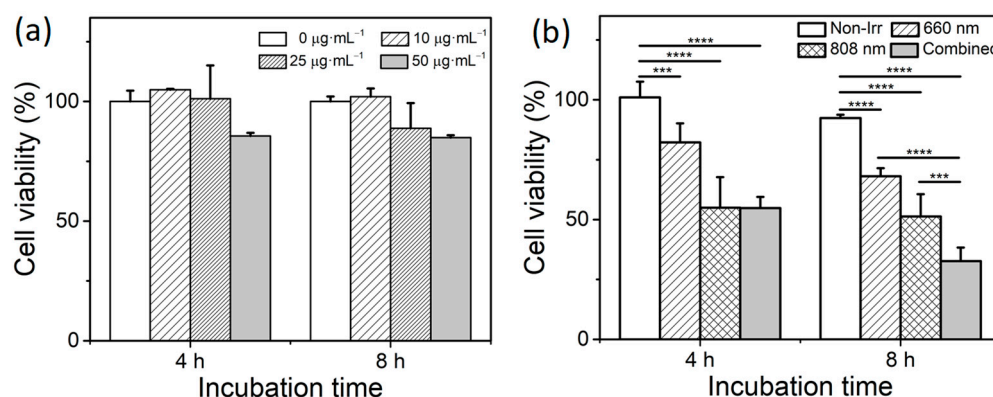 (a)
0 μg·mL⁻¹ 10 μg·mL⁻¹
25 μg·mL⁻¹ 50 μg·mL⁻¹
Cell viability (%)
100
50
0
4 h 8 h
Incubation time
(b)
Non-Irr 660 nm
808 nm Combined
**** ****
**** ****
*** ****
****
***
Cell viability (%)
100
50
0
4 h 8 h
Incubation time